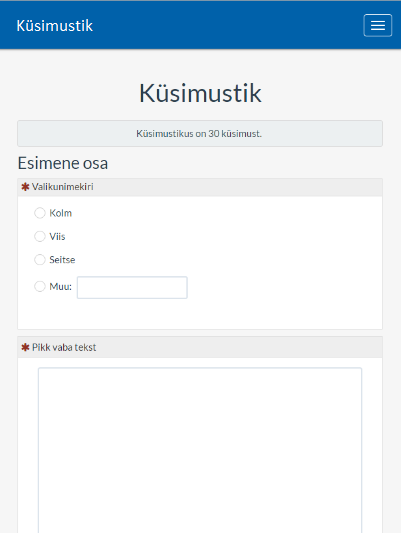 Küsimustik
Küsimustik
Küsimustikus on 30 küsimust.
Esimene osa
✱ Valikunimekiri
Kolm
Viis
Seitse
Muu:
✱ Pikk vaba tekst